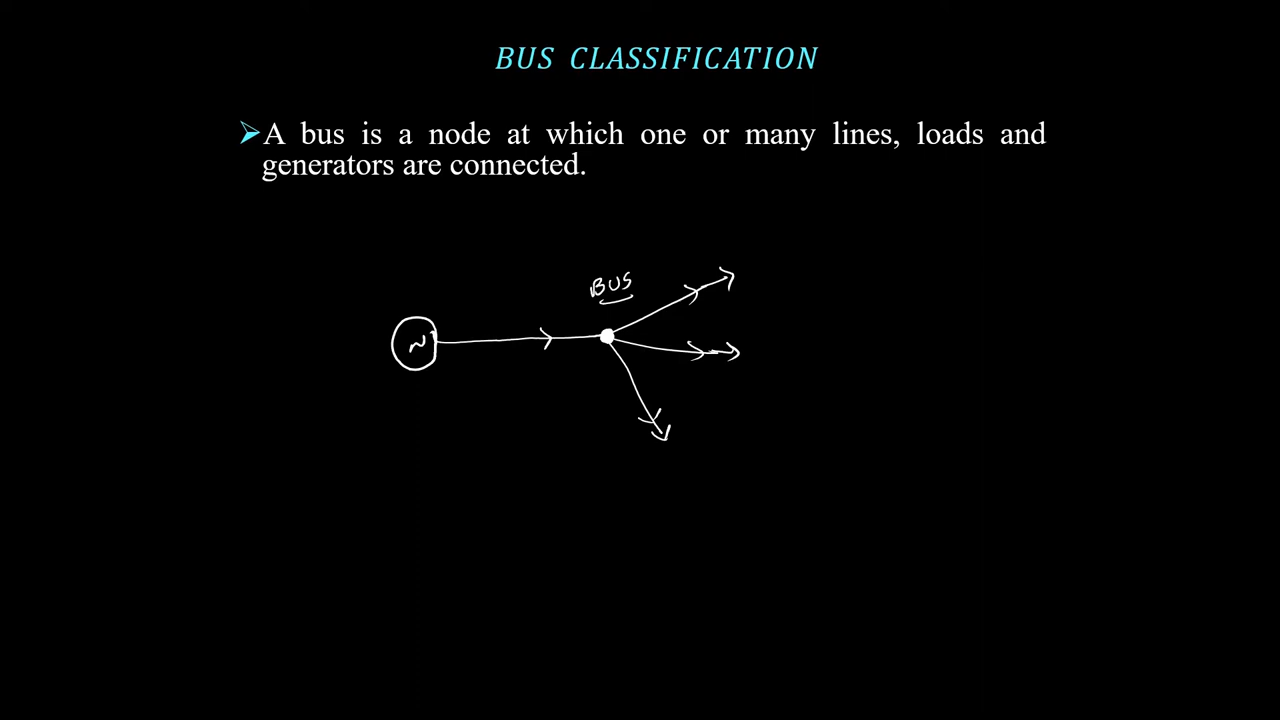 BUS CLASSIFICATION
➢A bus is a node at which one or many lines, loads and
generators are connected.
BUS
~